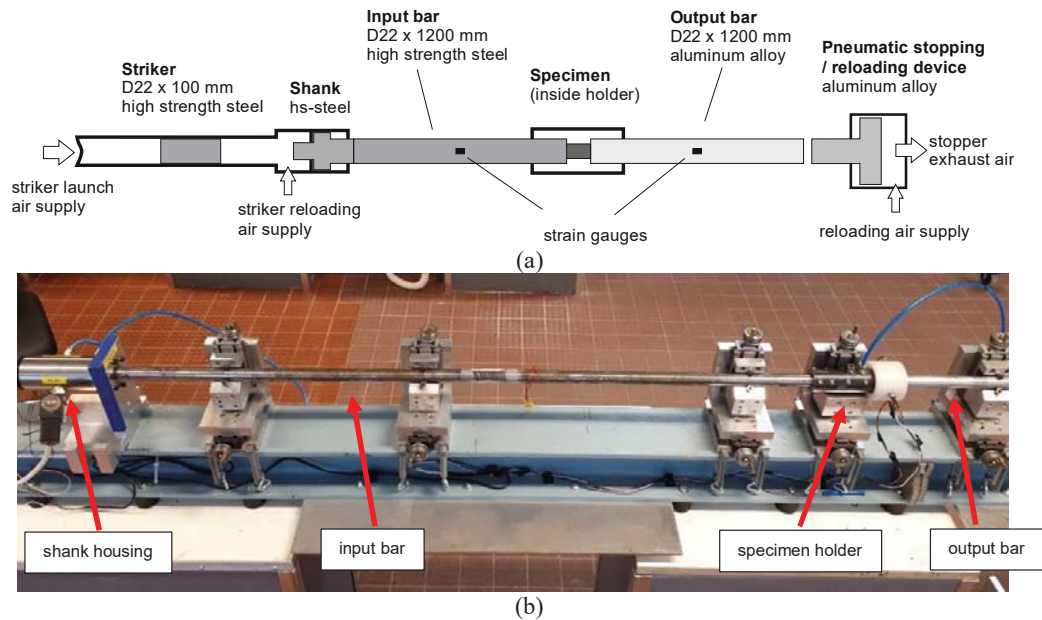 Striker
D22 x 100 mm
high strength steel
Shank
hs-steel
Input bar
D22 x 1200 mm
high strength steel
Specimen
(inside holder)
Output bar
D22 x 1200 mm
aluminum alloy
Pneumatic stopping
/ reloading device
aluminum alloy
striker launch
air supply
striker reloading
air supply
strain gauges
stopper
exhaust air
reloading air supply
(a)
shank housing
input bar
specimen holder
output bar
(b)